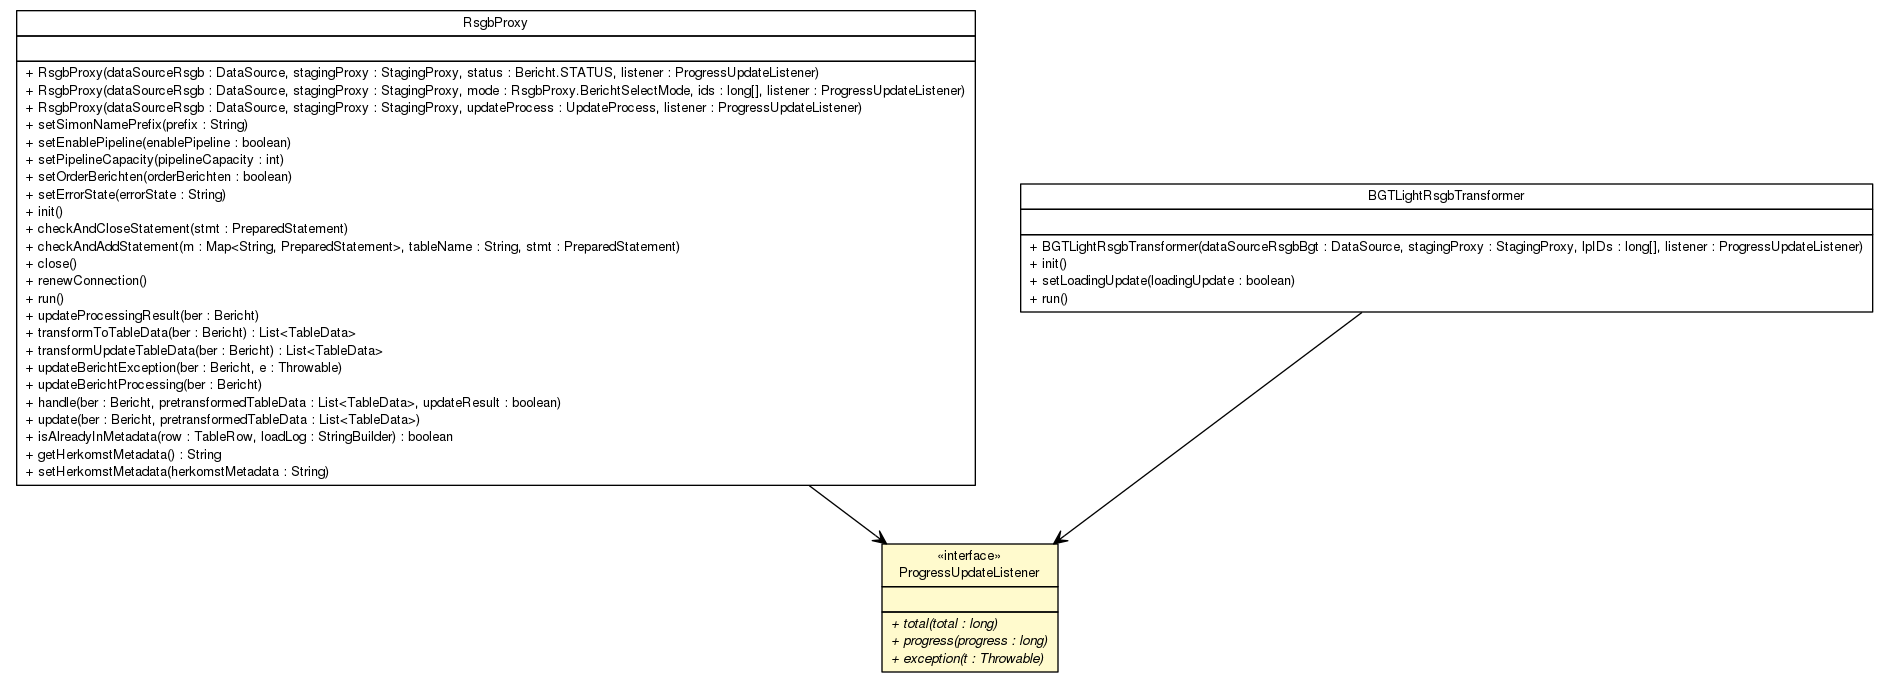 RsgbProxy
+ RsgbProxy(dataSourceRsgb : DataSource, stagingProxy : StagingProxy, status : Bericht.STATUS, listener : ProgressUpdateListener)
+ RsgbProxy(dataSourceRsgb : DataSource, stagingProxy : StagingProxy, mode : RsgbProxy.BerichtSelectMode, ids : long[], listener : ProgressUpdateListener)
+ RsgbProxy(dataSourceRsgb : DataSource, stagingProxy : StagingProxy, updateProcess : UpdateProcess, listener : ProgressUpdateListener)
+ setSimonNamePrefix(prefix : String)
+ setEnablePipeline(enablePipeline : boolean)
+ setPipelineCapacity(pipelineCapacity : int)
+ setOrderBerichten(orderBerichten : boolean)
+ setErrorState(errorState : String)
+ init()
+ checkAndCloseStatement(stmt : PreparedStatement)
+ checkAndAddStatement(m : Map<String, PreparedStatement>, tableName : String, stmt : PreparedStatement)
+ close()
+ renewConnection()
+ run()
+ updateProcessingResult(ber : Bericht)
+ transformToTableData(ber : Bericht) : List<TableData>
+ transformUpdateTableData(ber : Bericht) : List<TableData>
+ updateBerichtException(ber : Bericht, e : Throwable)
+ updateBerichtProcessing(ber : Bericht)
+ handle(ber : Bericht, pretransformedTableData : List<TableData>, updateResult : boolean)
+ update(ber : Bericht, pretransformedTableData : List<TableData>)
+ isAlreadyInMetadata(row : TableRow, loadLog : StringBuilder) : boolean
+ getHerkomstMetadata() : String
+ setHerkomstMetadata(herkomstMetadata : String)
BGTLightRsgbTransformer
+ BGTLightRsgbTransformer(dataSourceRsgbBgt : DataSource, stagingProxy : StagingProxy, lpIDs : long[], listener : ProgressUpdateListener)
+ init()
+ setLoadingUpdate(loadingUpdate : boolean)
+ run()
«interface»
ProgressUpdateListener
+ total(total : long)
+ progress(progress : long)
+ exception(t : Throwable)